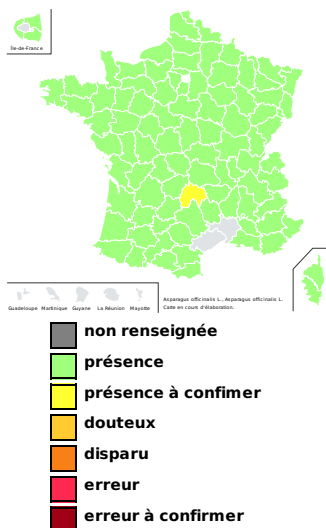 Île-de-France
Guadeloupe Martinique Guyane La Réunion Mayotte
Asparagus officinalis L., Asparagus officinalis L.
Carte en cours d'élaboration.
non renseignée
présence
présence à confimer
douteux
disparu
erreur
erreur à confirmer